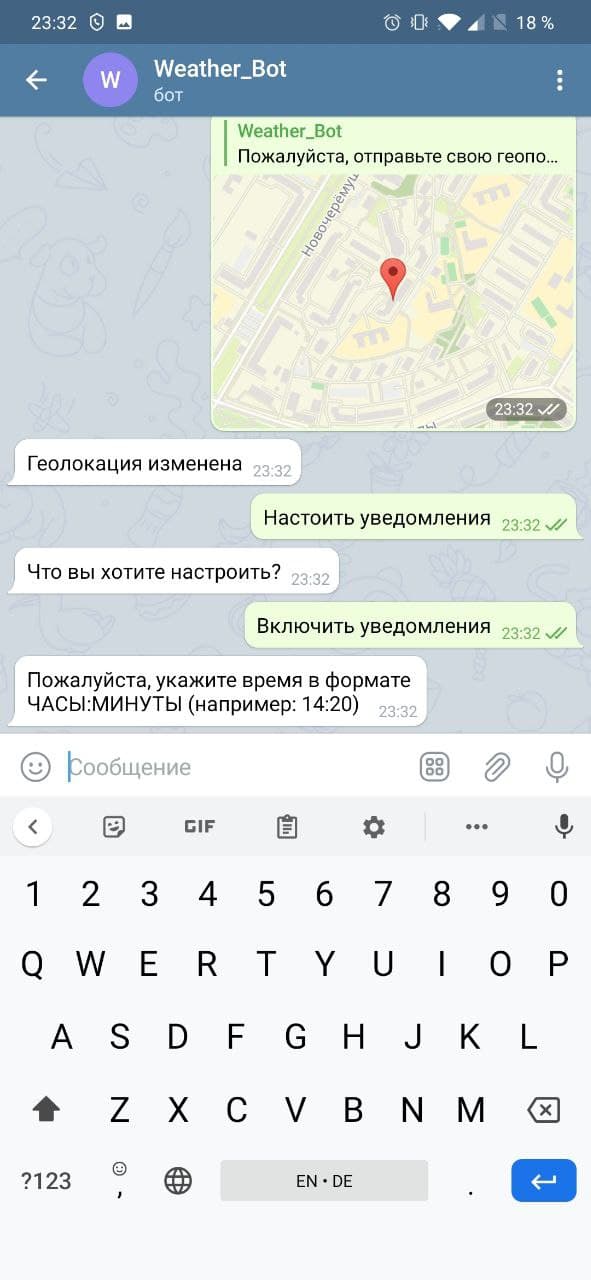 23:32
18 %
W
Weather_Bot
бот
Weather_Bot
Пожалуйста, отправьте свою геопо...
Новочерёмуш
23:32
Геолокация изменена 23:32
Настоить уведомления 23:32
Что вы хотите настроить? 23:32
Включить уведомления 23:32
Пожалуйста, укажите время в формате
ЧАСЫ:МИНУТЫ (например: 14:20) 23:32
Сообщение
GIF
1 2 3 4 5 6 7 8 9 0
Q W E R T Y U I O P
A S D F G H J K L
Z X C V B N M
?123 , EN • DE .